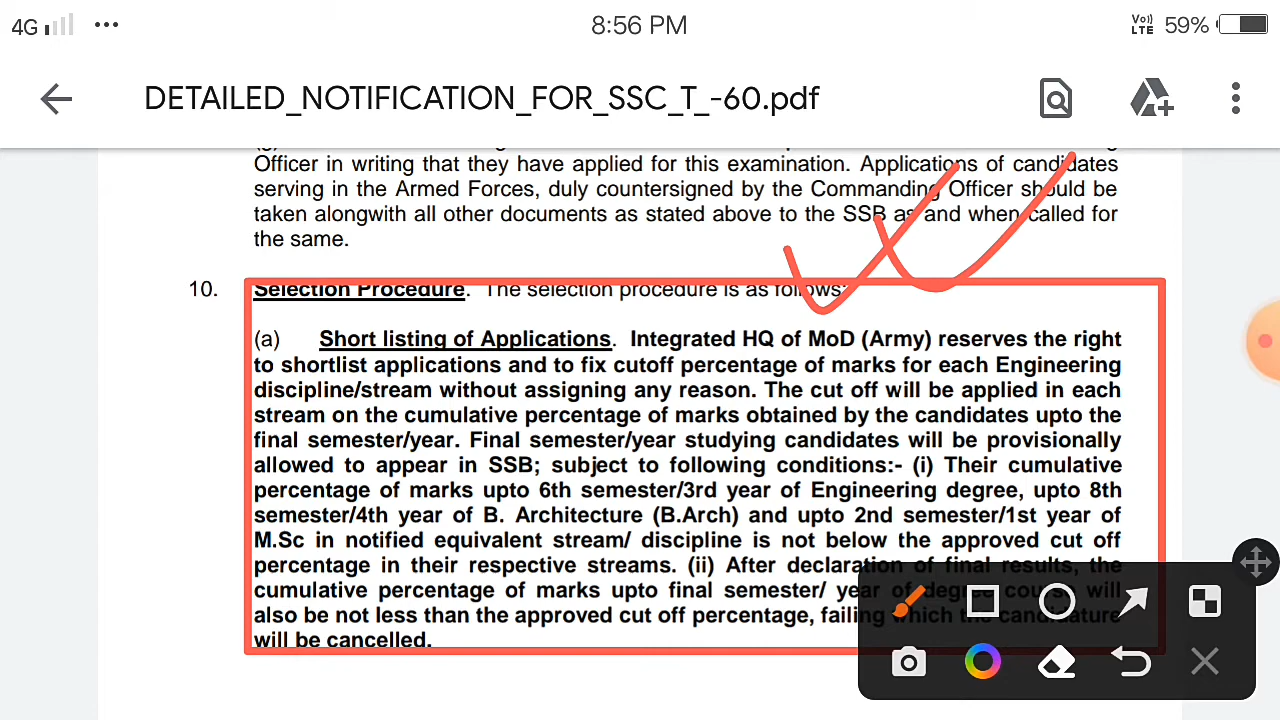 4G
8:56 PM
Vo))
LTE
59%
DETAILED_NOTIFICATION_FOR_SSC_T_-60.pdf
Officer in writing that they have applied for this examination. Applications of candidates
serving in the Armed Forces, duly countersigned by the Commanding Officer should be
taken alongwith all other documents as stated above to the SSB as and when called for
the same.
10. Selection Procedure. The selection procedure is as follows:
(a) Short listing of Applications. Integrated HQ of MoD (Army) reserves the right
to shortlist applications and to fix cutoff percentage of marks for each Engineering
discipline/stream without assigning any reason. The cut off will be applied in each
stream on the cumulative percentage of marks obtained by the candidates upto the
final semester/year. Final semester/year studying candidates will be provisionally
allowed to appear in SSB; subject to following conditions:- (i) Their cumulative
percentage of marks upto 6th semester/3rd year of Engineering degree, upto 8th
semester/4th year of B. Architecture (B.Arch) and upto 2nd semester/1st year of
M.Sc in notified equivalent stream/ discipline is not below the approved cut off
percentage in their respective streams. (ii) After declaration of final results, the
cumulative percentage of marks upto final semester/ year of degree course will
also be not less than the approved cut off percentage, failing which the candidature
will be cancelled.